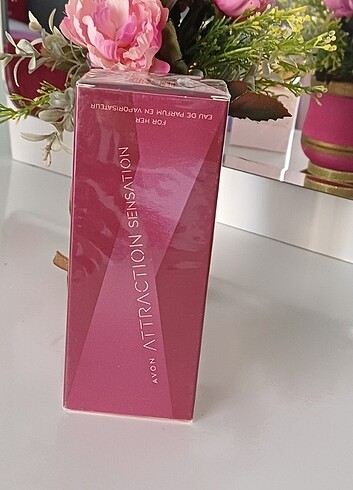 FOR HER
EAU DE PARFUM EN VAPORISATEUR
AVON ATTRACTION SENSATION